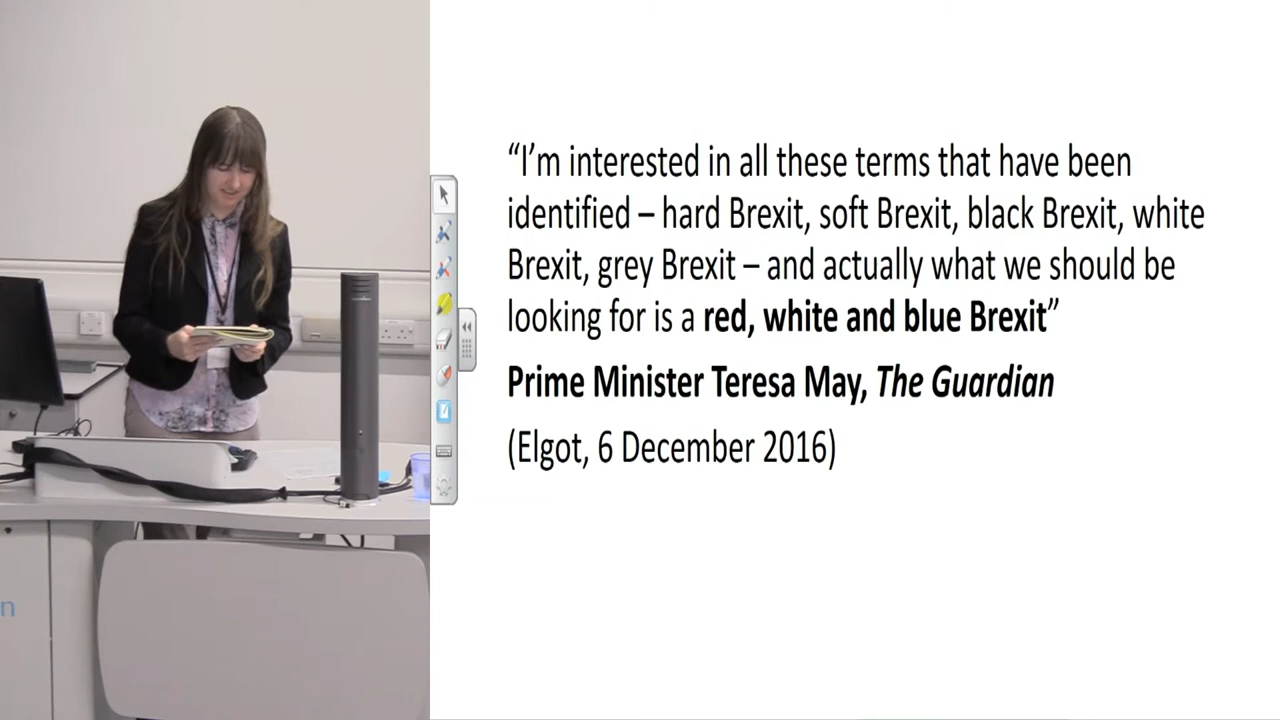 “I’m interested in all these terms that have been
identified – hard Brexit, soft Brexit, black Brexit, white
Brexit, grey Brexit – and actually what we should be
looking for is a red, white and blue Brexit”
Prime Minister Teresa May, The Guardian
(Elgot, 6 December 2016)
n